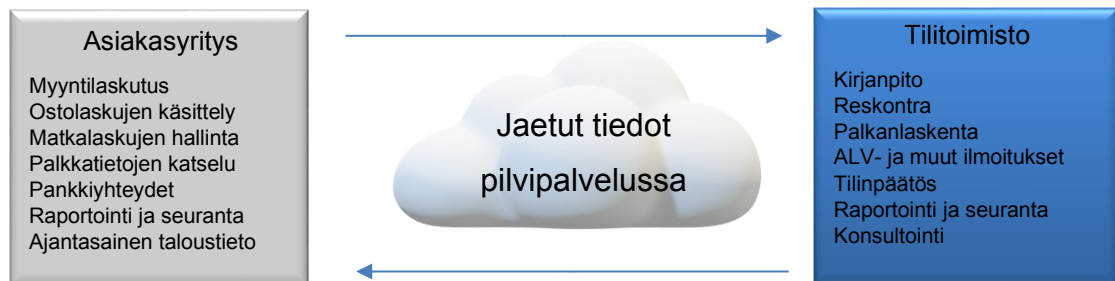 Asiakasyritys
Myyntilaskutus
Ostolaskujen käsittely
Matkalaskujen hallinta
Palkkatietojen katselu
Pankkiyhteydet
Raportointi ja seuranta
Ajantasainen taloustieto
Jaetut tiedot
pilvipalvelussa
Tilitoimisto
Kirjanpito
Reskontra
Palkanlaskenta
ALV- ja muut ilmoitukset
Tilinpäätös
Raportointi ja seuranta
Konsultointi